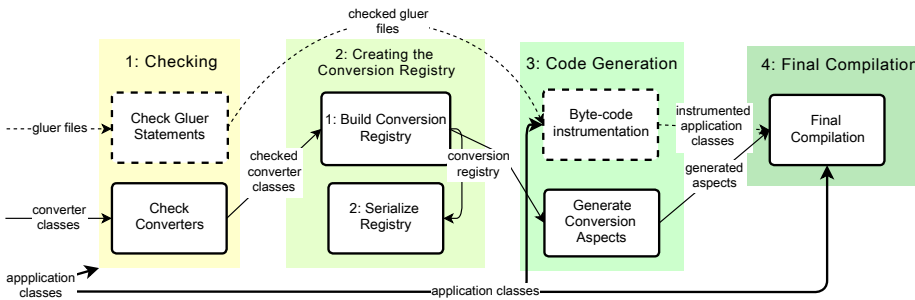 checked gluer
files
1: Checking
2: Creating the
Conversion Registry
3: Code Generation
4: Final Compilation
gluer files
Check Gluer
Statements
1: Build Conversion
Registry
Byte-code
instrumentation
instrumented
application
classes
Final
Compilation
checked
converter
classes
conversion
registry
generated
aspects
converter
classes
Check
Converters
2: Serialize
Registry
Generate
Conversion
Aspects
appplication
classes
application classes